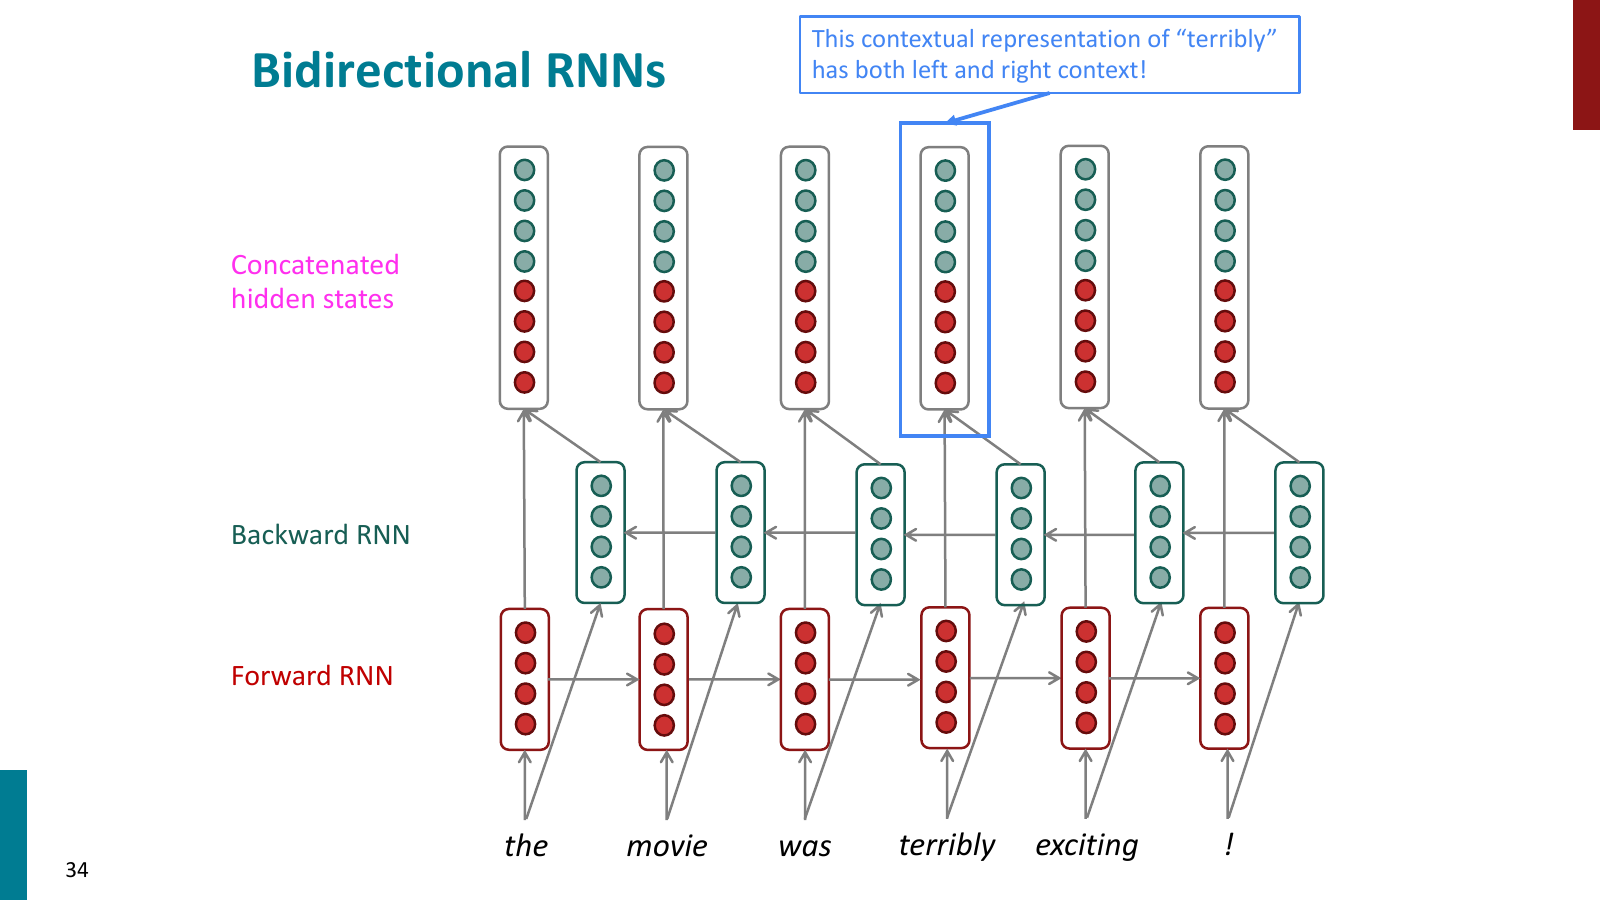 Bidirectional RNNs
This contextual representation of “terribly”
has both left and right context!
Concatenated
hidden states
Backward RNN
Forward RNN
the movie was terribly exciting !
34